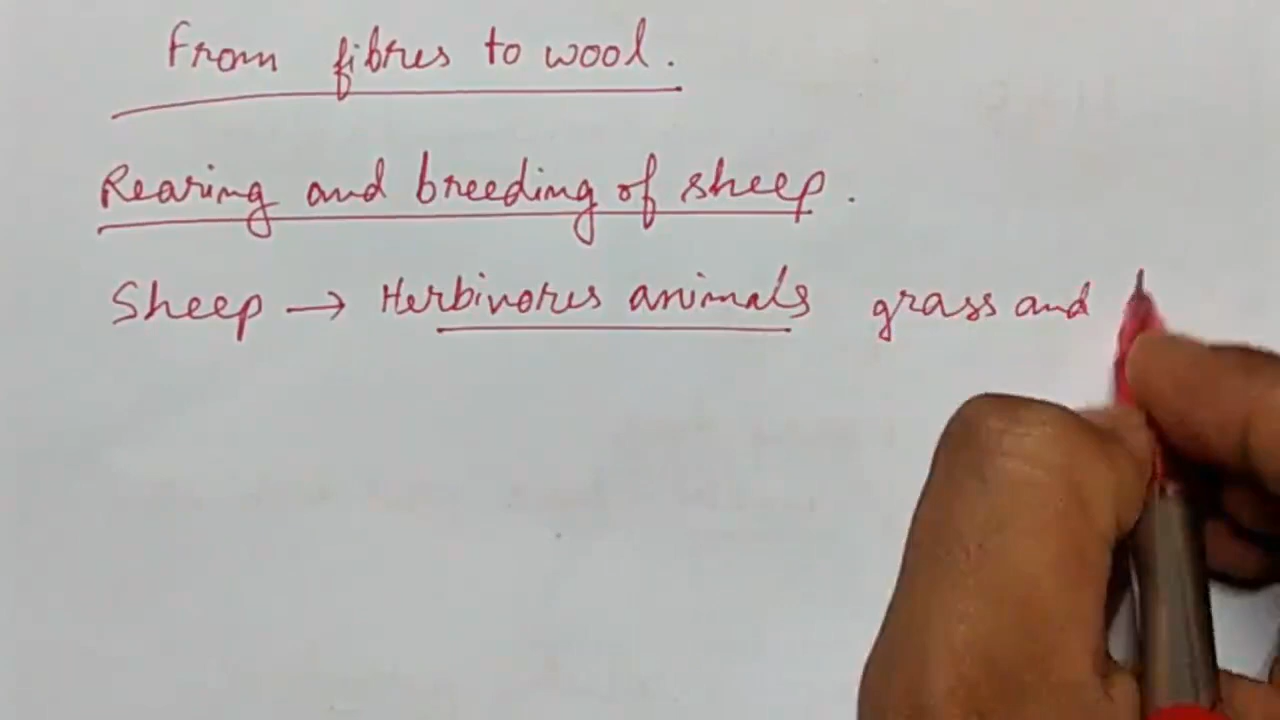 From fibres to wool.
Rearing and breeding of sheep.
Sheep → Herbivores animals grass and